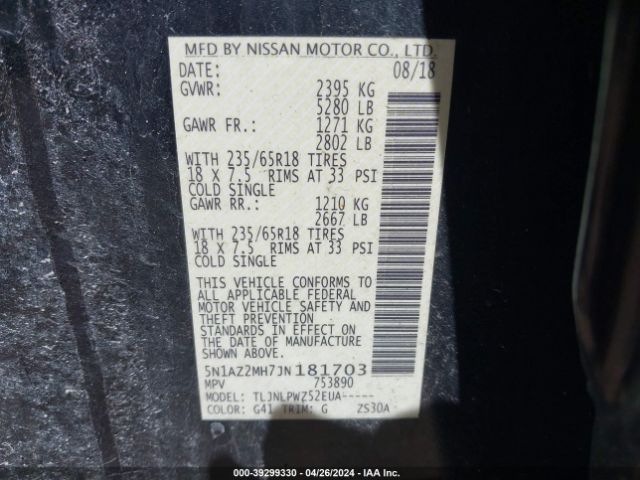 MFD BY NISSAN MOTOR CO., LTD.
DATE: 08/18
GVWR: 2395 KG
5280 LB
GAWR FR.: 1271 KG
2802 LB
WITH 235/65R18 TIRES
18 X 7.5 RIMS AT 33 PSI
COLD SINGLE
GAWR RR.: 1210 KG
2667 LB
WITH 235/65R18 TIRES
18 X 7.5 RIMS AT 33 PSI
COLD SINGLE
THIS VEHICLE CONFORMS TO
ALL APPLICABLE FEDERAL
MOTOR VEHICLE SAFETY AND
THEFT PREVENTION
STANDARDS IN EFFECT ON
THE DATE OF MANUFACTURE
SHOWN ABOVE.
5N1AZ2MH7JN181703
MPV 753890
MODEL: TLJNLPWZ52EUA-----
COLOR: G41 TRIM: G ZS30A
000-39299330 - 04/26/2024 - IAA Inc.